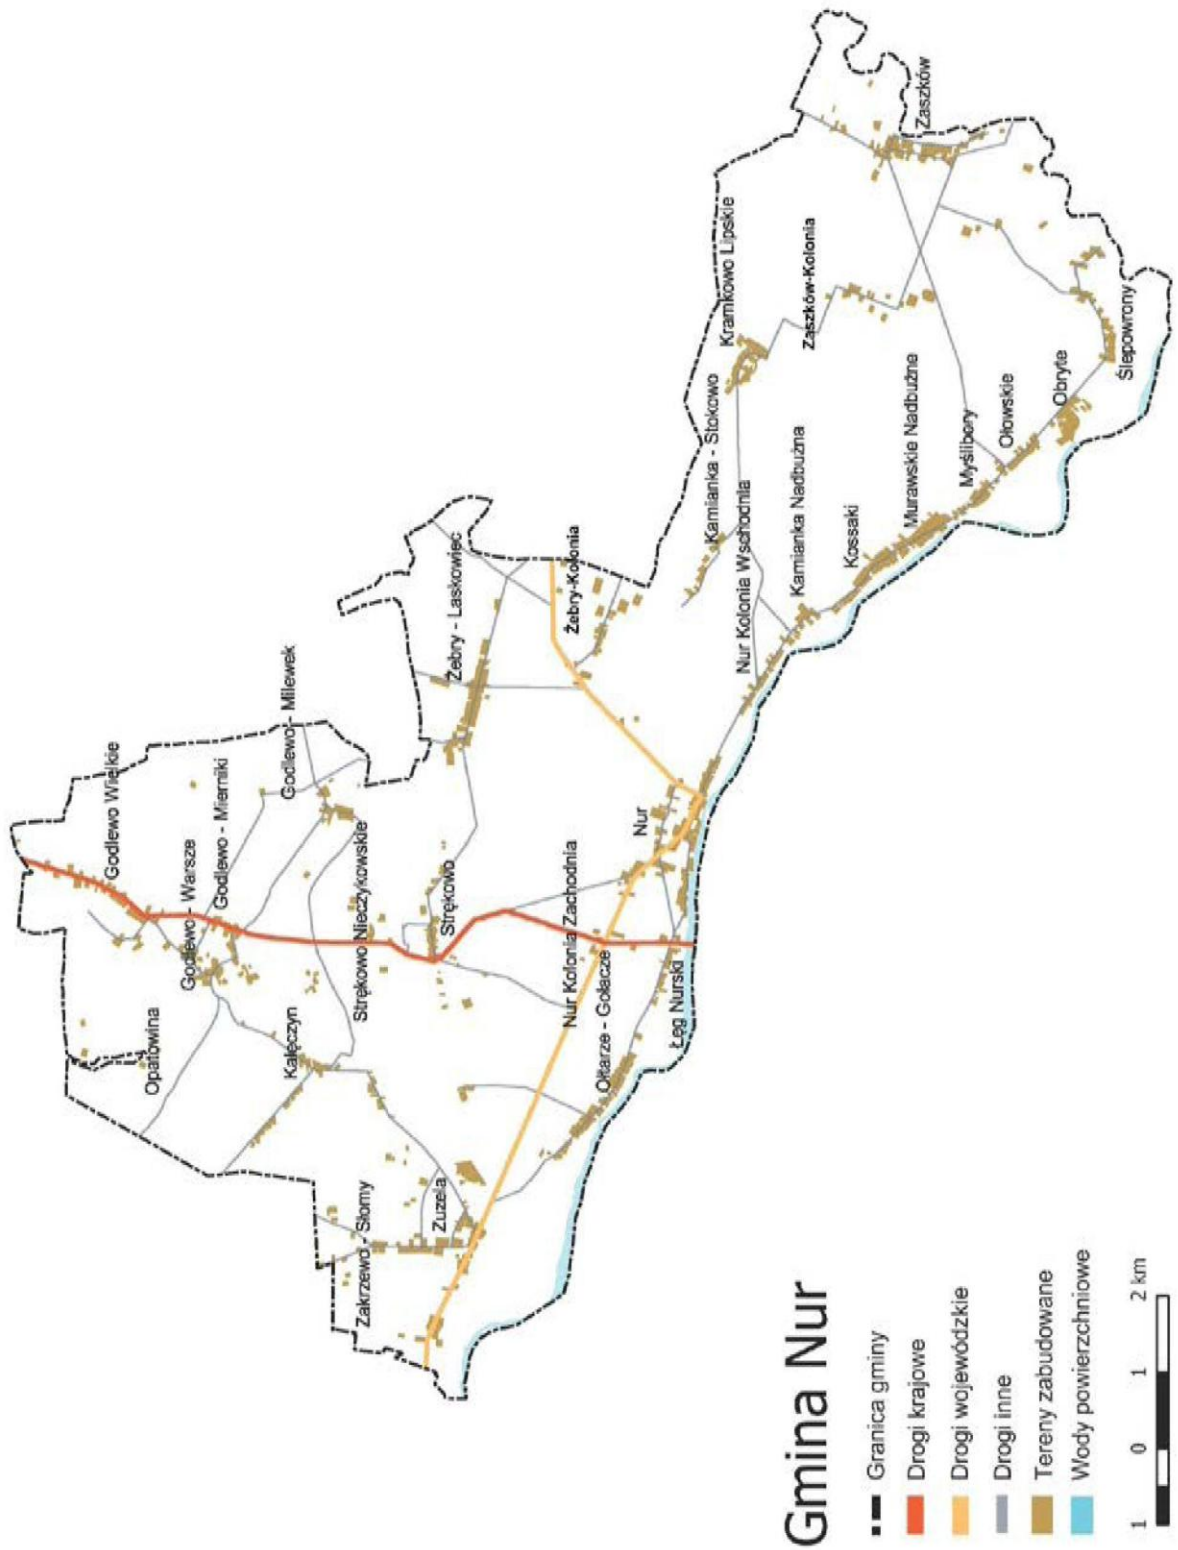 Godlewo Wielkie
Godlewo - Warsze
Godlewo - Mierniki
Godlewo - Milewek
Opatowina
Kałęczyn
Strękowo Nieczykowskie
Strękowo
Żebry - Laskowiec
Żebry-Kolonia
Zakrzewo - Słomy
Zuzela
Nur Kolonia Zachodnia
Nur
Ołtarze - Gołacze
Łęg Nurski
Nur Kolonia Wschodnia
Kamianka - Stokowo
Kramkowo Lipskie
Kamianka Nadbużna
Kossaki
Zaszków-Kolonia
Zaszków
Murawskie Nadbużne
Myślibory
Ołowskie
Obryte
Ślepowrony
Gmina Nur
Granica gminy
Drogi krajowe
Drogi wojewódzkie
Drogi inne
Tereny zabudowane
Wody powierzchniowe
1 0 1 2 km